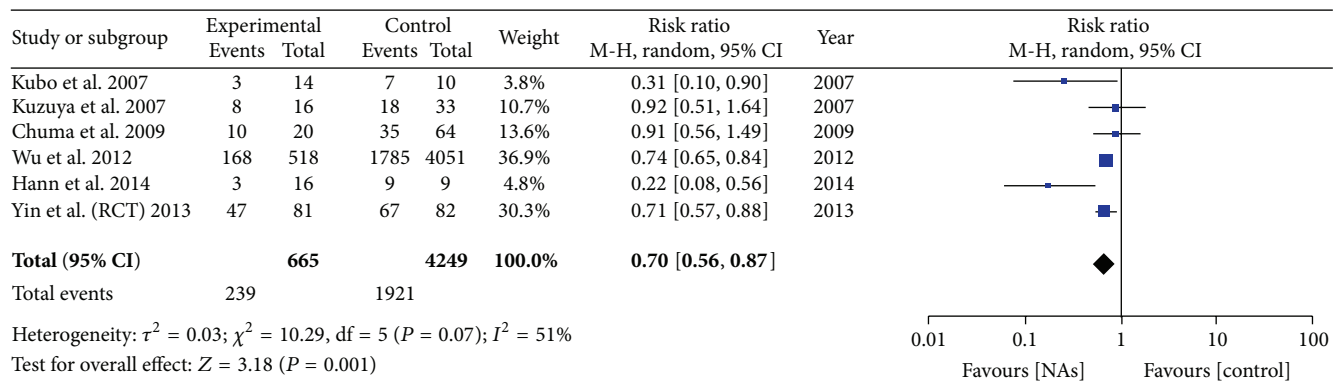 Study or subgroup Experimental Control Weight Risk ratio Year Risk ratio
Events Total Events Total M-H, random, 95% CI M-H, random, 95% CI
Kubo et al. 2007 3 14 7 10 3.8% 0.31 [0.10, 0.90] 2007
Kuzuya et al. 2007 8 16 18 33 10.7% 0.92 [0.51, 1.64] 2007
Chuma et al. 2009 10 20 35 64 13.6% 0.91 [0.56, 1.49] 2009
Wu et al. 2012 168 518 1785 4051 36.9% 0.74 [0.65, 0.84] 2012
Hann et al. 2014 3 16 9 9 4.8% 0.22 [0.08, 0.56] 2014
Yin et al. (RCT) 2013 47 81 67 82 30.3% 0.71 [0.57, 0.88] 2013
Total (95% CI) 665 4249 100.0% 0.70 [0.56, 0.87]
Total events 239 1921
Heterogeneity: τ² = 0.03; χ² = 10.29, df = 5 (P = 0.07); I² = 51%
Test for overall effect: Z = 3.18 (P = 0.001)
0.01 0.1 1 10 100
Favours [NAs] Favours [control]